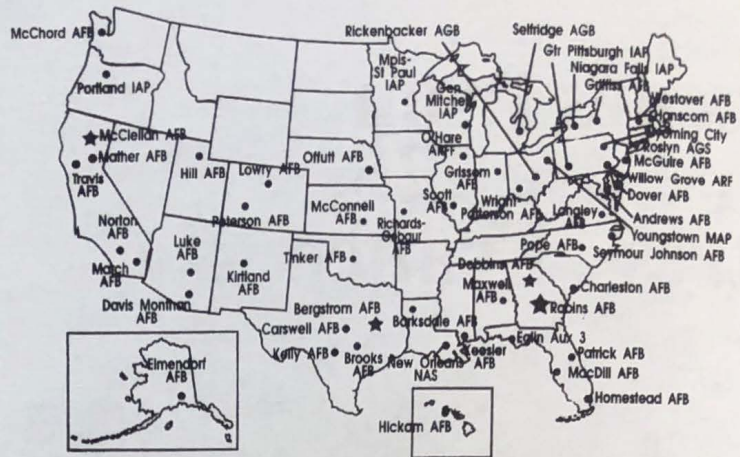 McChord AFB
Portland IAP
McClellan AFB
Mather AFB
Travis
AFB
Norton
AFB
March
AFB
Luke
AFB
Davis Monthan
AFB
Hill AFB
Lowry AFB
Peterson AFB
Kirtland
AFB
Offutt AFB
McConnell
AFB
Tinker AFB
Bergstrom AFB
Carswell AFB
Kelly AFB
Brooks
AFB
Mpls-
St Paul
IAP
Gen
Mitchell
IAP
O'Hare
ARFF
Grissom
AFB
Scott
AFB
Richards-
Gebaur
AFB
Wright
Patterson AFB
Rickenbacker AGB
Selfridge AGB
Gtr Pittsburgh IAP
Niagara Falls IAP
Griffiss AFB
Westover AFB
Hanscom AFB
Wyoming City
Roslyn AGS
McGuire AFB
Willow Grove ARF
Dover AFB
Andrews AFB
Youngstown MAP
Langley
AFB
Pope AFB
Seymour Johnson AFB
Dobbins AFB
Maxwell
AFB
Charleston AFB
Robins AFB
Barksdale AFB
New Orleans
NAS
Keesler
AFB
Eglin Aux 3
Patrick AFB
MacDill AFB
Homestead AFB
Elmendorf
AFB
Hickam AFB